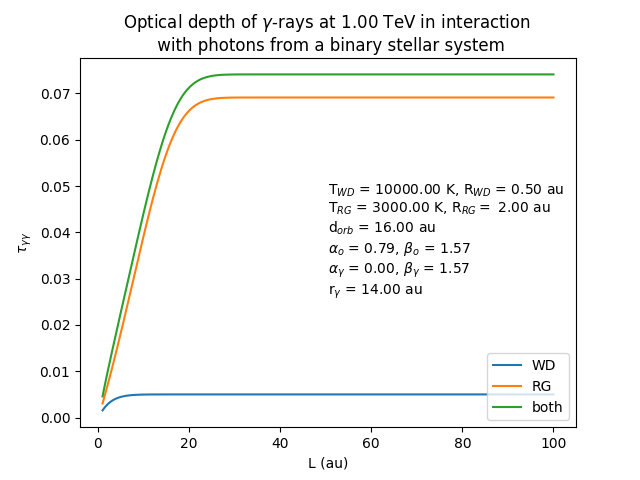 Optical depth of γ-rays at 1.00 TeV in interaction
with photons from a binary stellar system
0.07
0.06
0.05
0.04
0.03
0.02
0.01
0.00
τγγ
T_WD = 10000.00 K, R_WD = 0.50 au
T_RG = 3000.00 K, R_RG = 2.00 au
d_orb = 16.00 au
α_o = 0.79, β_o = 1.57
α_γ = 0.00, β_γ = 1.57
r_γ = 14.00 au
WD
RG
both
0 20 40 60 80 100
L (au)